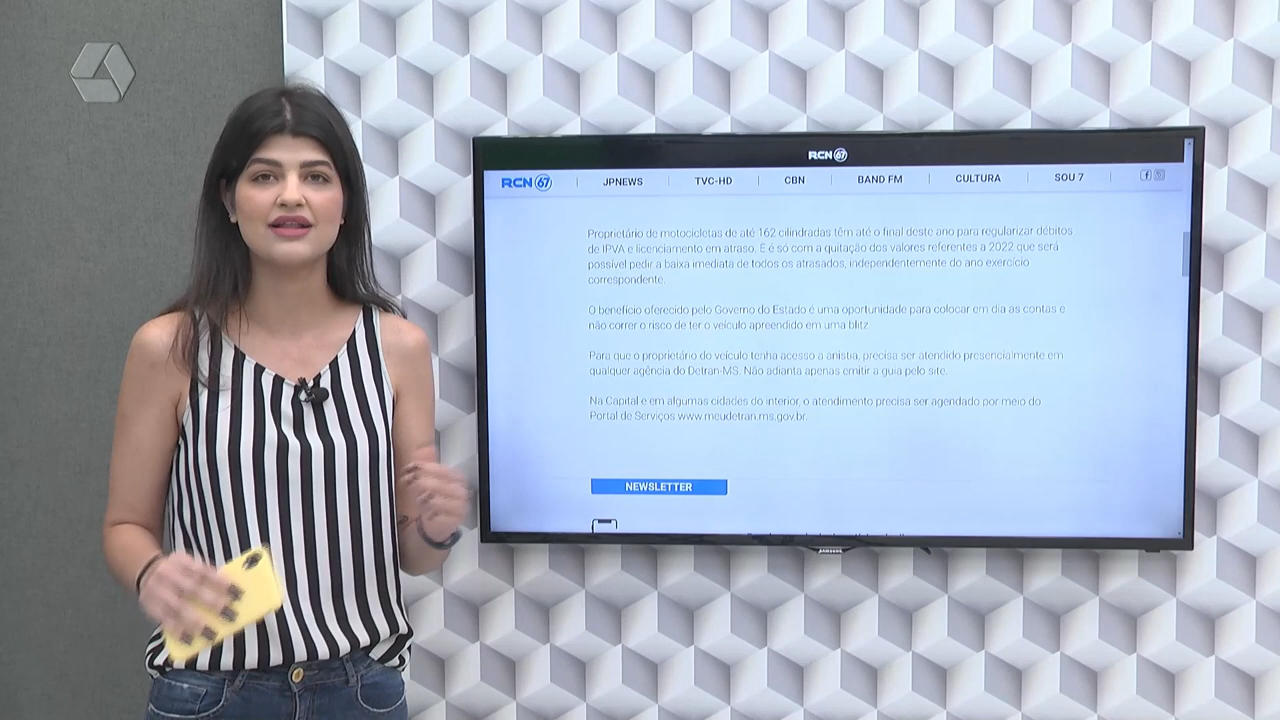 RCN 67
RCN 67 JPNEWS TVC-HD CBN BAND FM CULTURA SOU 7
Proprietário de motocicletas de até 162 cilindradas têm até o final deste ano para regularizar débitos
de IPVA e licenciamento em atraso. E é só com a quitação dos valores referentes a 2022 que será
possível pedir a baixa imediata de todos os atrasados, independentemente do ano exercício
correspondente.
O benefício oferecido pelo Governo do Estado é uma oportunidade para colocar em dia as contas e
não correr o risco de ter o veículo apreendido em uma blitz
Para que o proprietário do veículo tenha acesso a anistia, precisa ser atendido presencialmente em
qualquer agência do Detran-MS. Não adianta apenas emitir a guia pelo site.
Na Capital e em algumas cidades do interior, o atendimento precisa ser agendado por meio do
Portal de Serviços www.meudetran.ms.gov.br.
NEWSLETTER
SAMSUNG